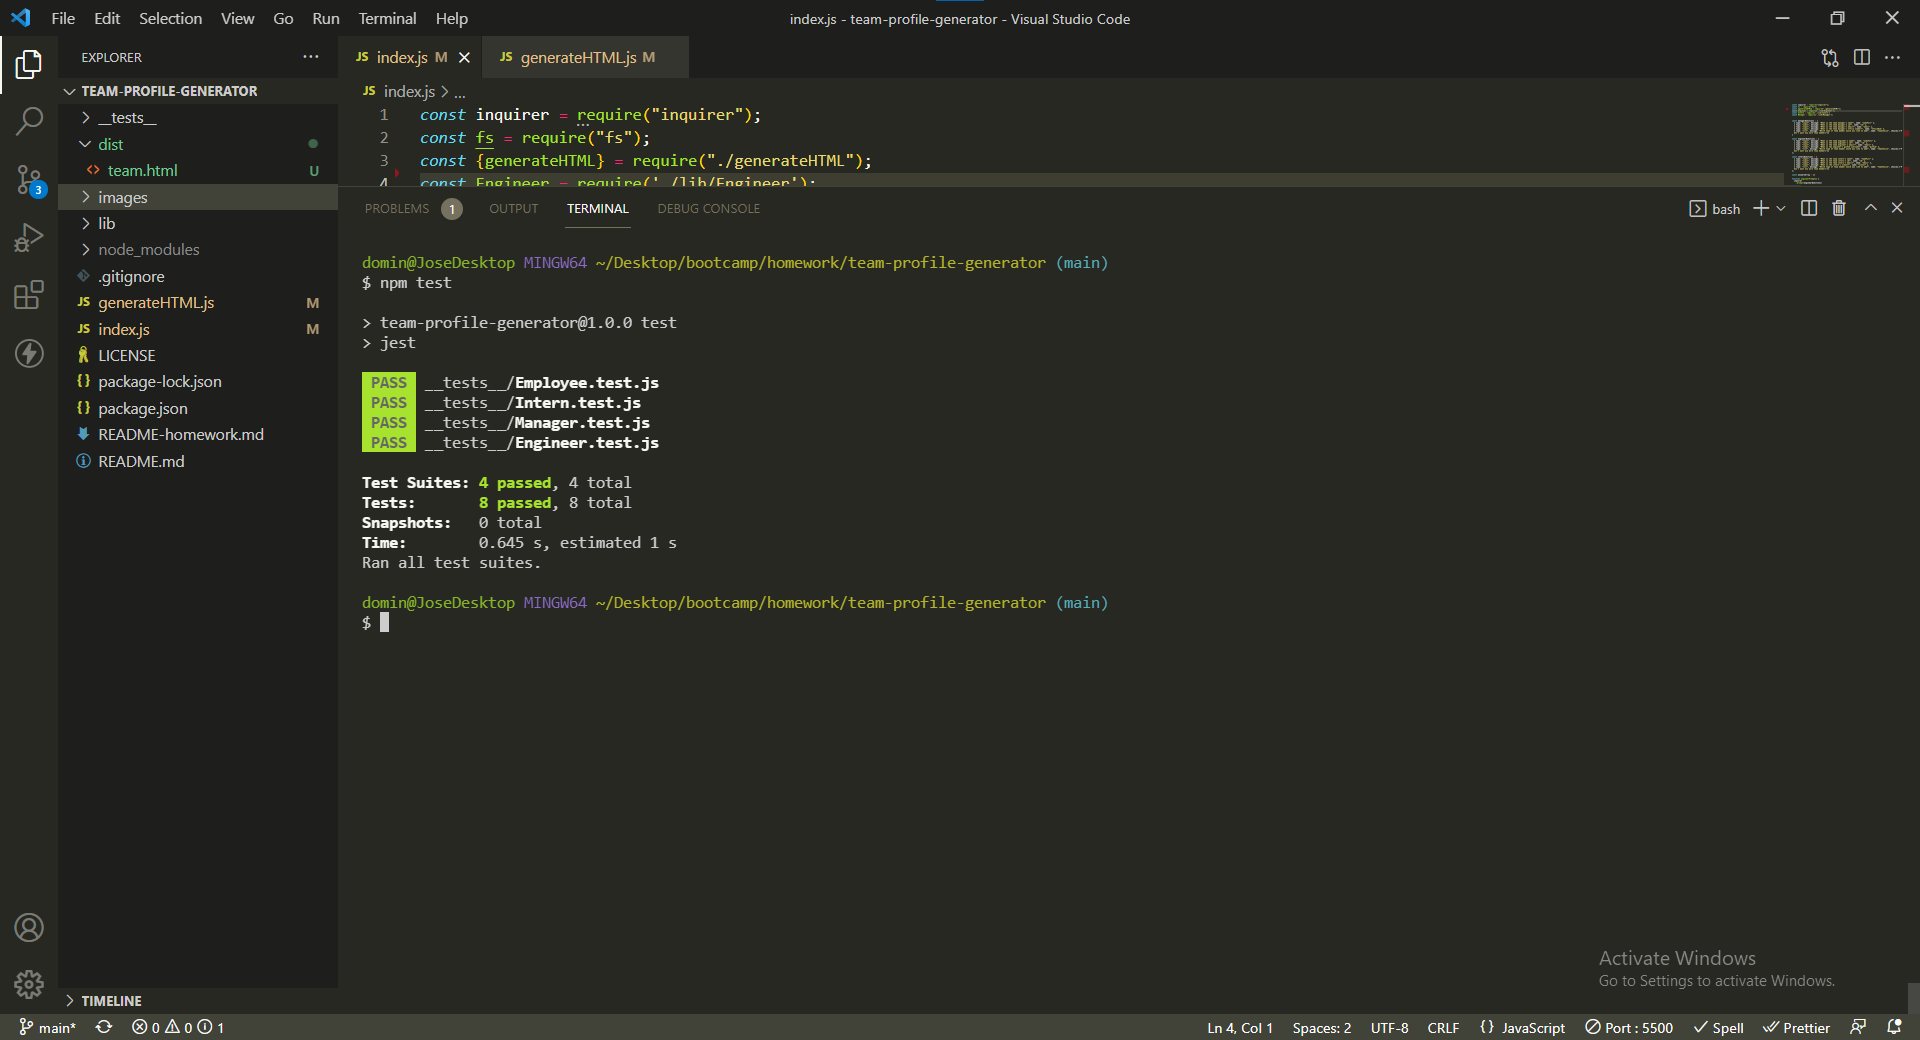 File Edit Selection View Go Run Terminal Help
index.js - team-profile-generator - Visual Studio Code
EXPLORER
TEAM-PROFILE-GENERATOR
__tests__
dist
team.html U
images
lib
node_modules
.gitignore
JS generateHTML.js M
JS index.js M
LICENSE
{} package-lock.json
{} package.json
README-homework.md
README.md
TIMELINE
3
JS index.js M
JS generateHTML.js M
JS index.js > ...
1 const inquirer = require("inquirer");
2 const fs = require("fs");
3 const {generateHTML} = require("./generateHTML");
4 const Engineer = require('./lib/Engineer');
PROBLEMS 1 OUTPUT TERMINAL DEBUG CONSOLE
bash
domin@JoseDesktop MINGW64 ~/Desktop/bootcamp/homework/team-profile-generator (main)
$ npm test
> team-profile-generator@1.0.0 test
> jest
PASS __tests__/Employee.test.js
PASS __tests__/Intern.test.js
PASS __tests__/Manager.test.js
PASS __tests__/Engineer.test.js
Test Suites: 4 passed, 4 total
Tests: 8 passed, 8 total
Snapshots: 0 total
Time: 0.645 s, estimated 1 s
Ran all test suites.
domin@JoseDesktop MINGW64 ~/Desktop/bootcamp/homework/team-profile-generator (main)
$
Activate Windows
Go to Settings to activate Windows.
main* 0 0 1
Ln 4, Col 1 Spaces: 2 UTF-8 CRLF {} JavaScript Port : 5500 Spell Prettier